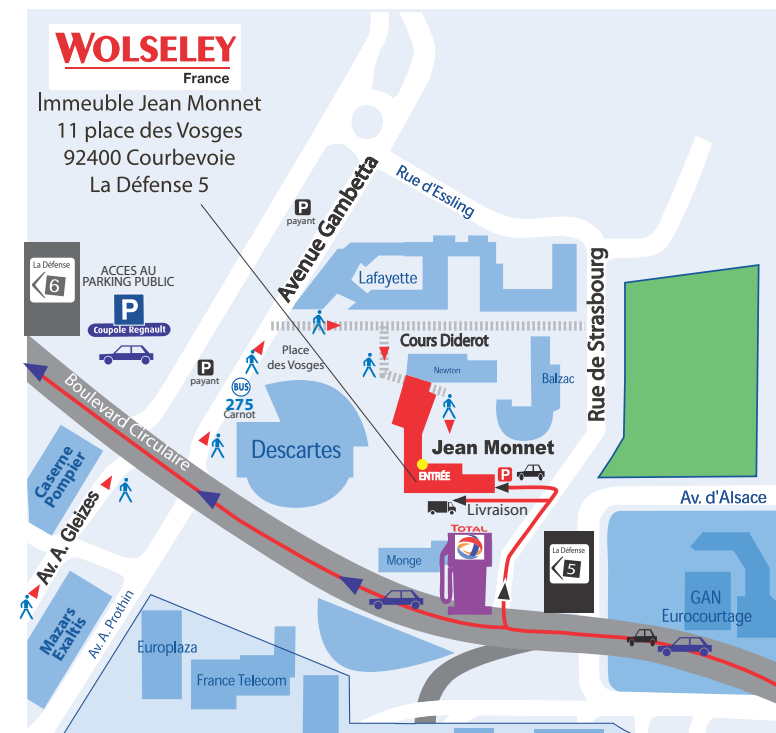 WOLSELEY
France
Immeuble Jean Monnet
11 place des Vosges
92400 Courbevoie
La Défense 5
Rue d'Essling
P
payant
Avenue Gambetta
La Défense
6
ACCES AU
PARKING PUBLIC
P
Coupole Regnault
Lafayette
Rue de Strasbourg
Cours Diderot
Place
des Vosges
P
payant
BUS
275
Carnot
Newton
Balzac
Boulevard Circulaire
Descartes
Jean Monnet
ENTRÉE
P
Caserne
Pompier
Av. A. Gleizes
Livraison
Av. d'Alsace
TOTAL
Monge
La Défense
5
GAN
Eurocourtage
Mazars
Exaltis
Av. A. Prothin
Europlaza
France Telecom